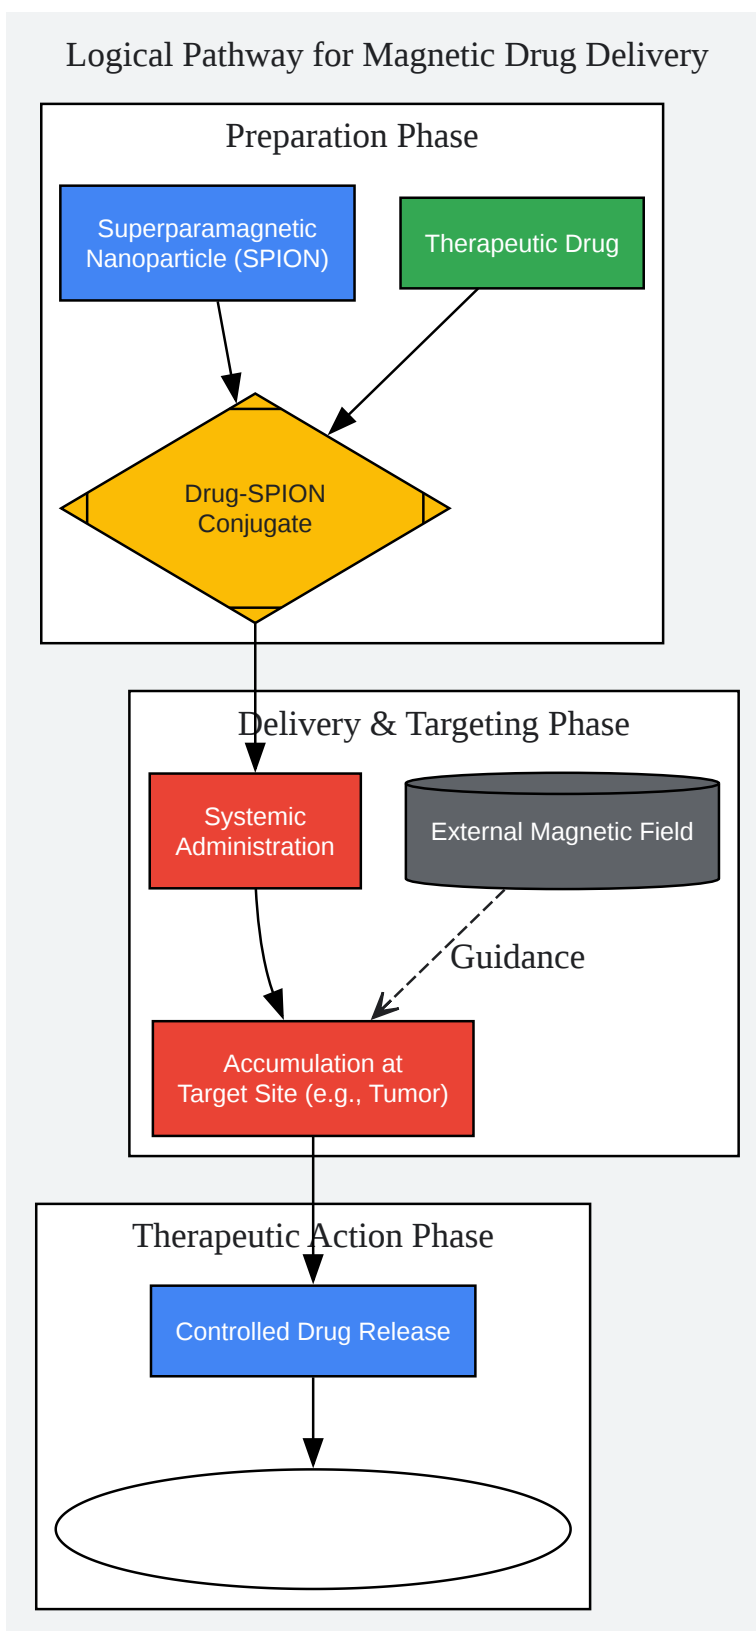 Logical Pathway for Magnetic Drug Delivery
Preparation Phase
Superparamagnetic
Nanoparticle (SPION)
Therapeutic Drug
Drug-SPION
Conjugate
Delivery & Targeting Phase
Systemic
Administration
External Magnetic Field
Guidance
Accumulation at
Target Site (e.g., Tumor)
Therapeutic Action Phase
Controlled Drug Release